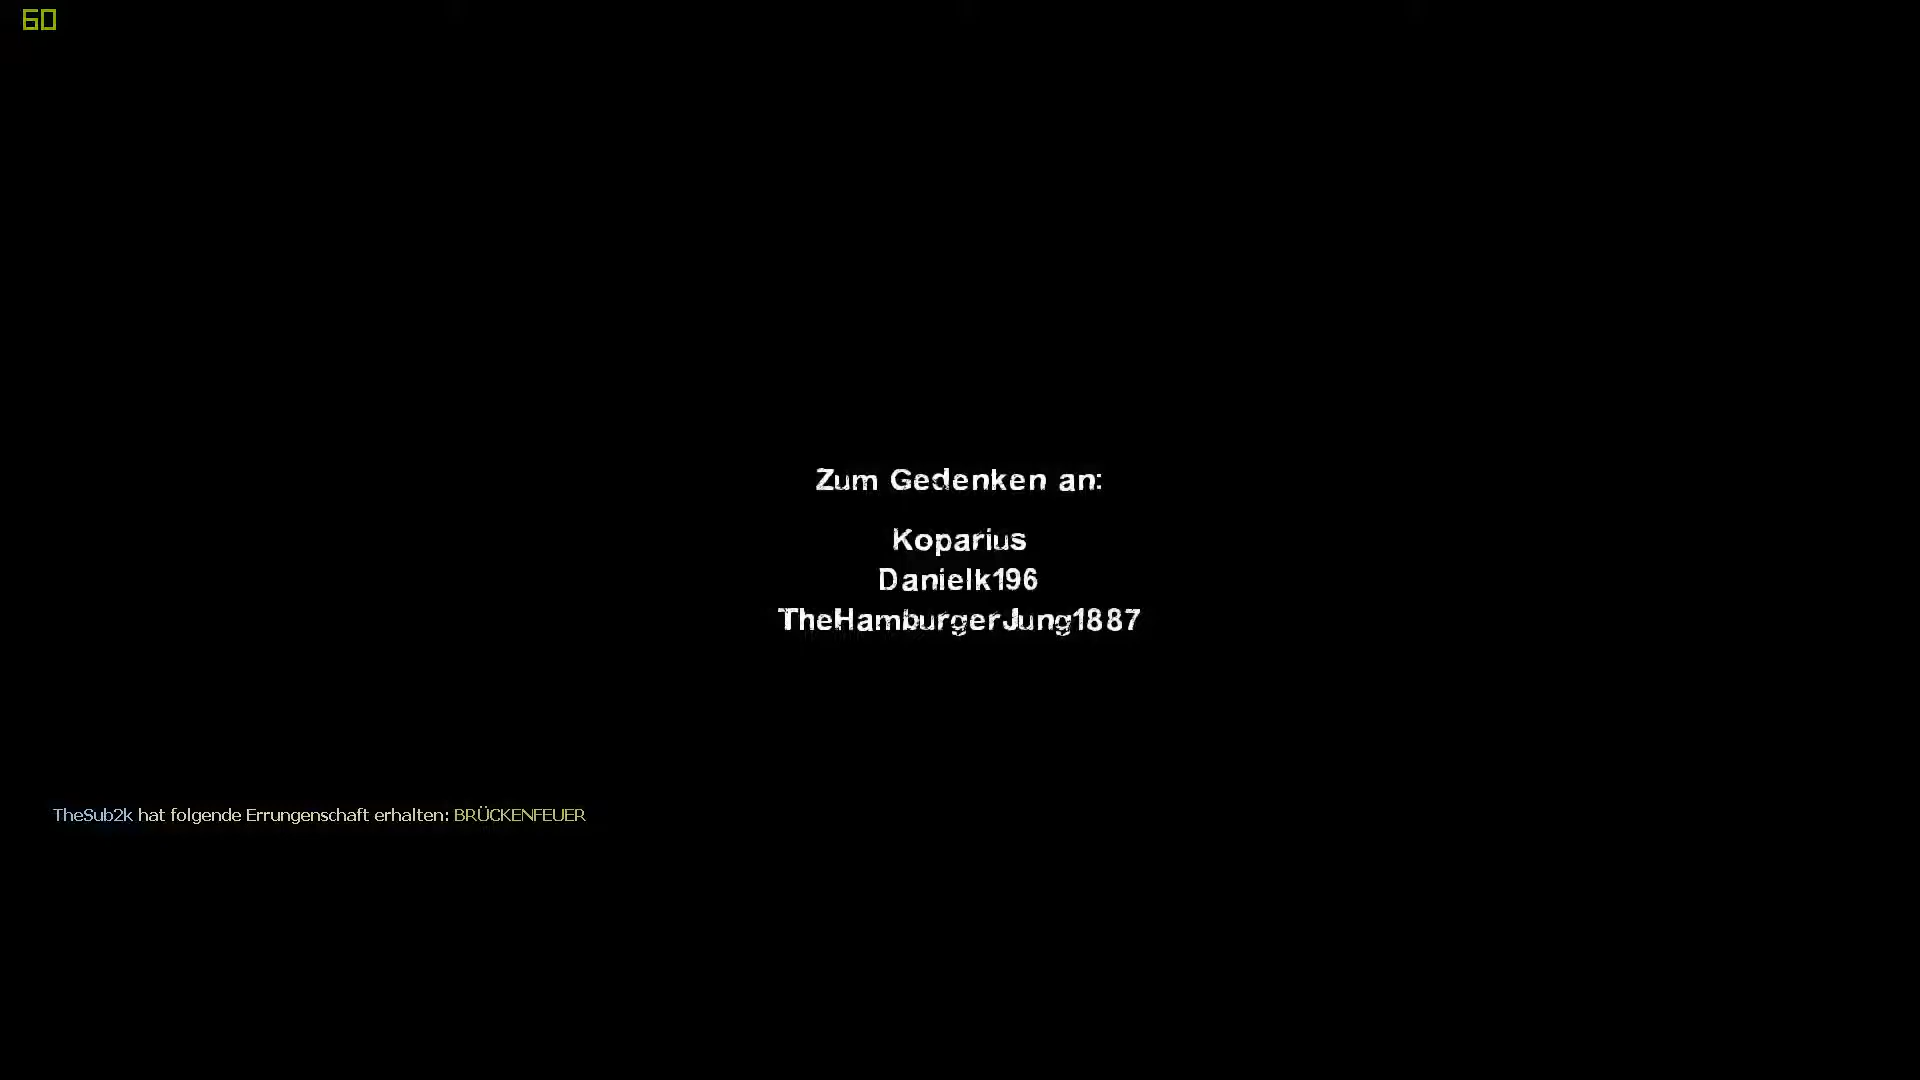 60
Zum Gedenken an:
Koparius
Danielk196
TheHamburgerJung1887
TheSub2k hat folgende Errungenschaft erhalten: BRÜCKENFEUER